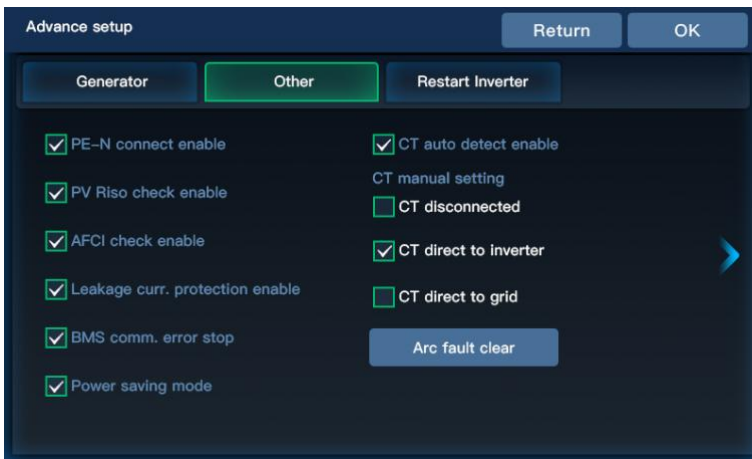 Advance setup
Return
OK
Generator
Other
Restart Inverter
PE-N connect enable
PV Riso check enable
AFCI check enable
Leakage curr. protection enable
BMS comm. error stop
Power saving mode
CT auto detect enable
CT manual setting
CT disconnected
CT direct to inverter
CT direct to grid
Arc fault clear